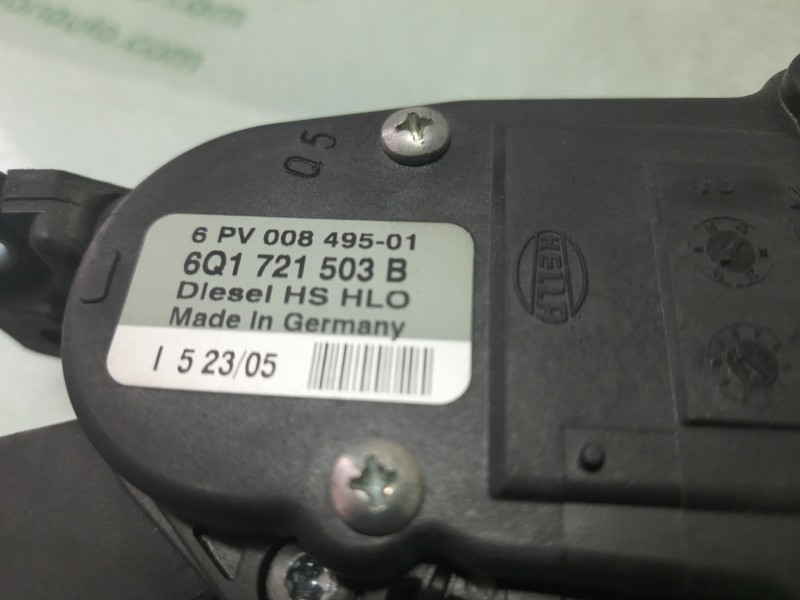 Q5
6 PV 008 495-01
6Q1 721 503 B
Diesel HS HLO
Made In Germany
I 5 23/05
HELLA